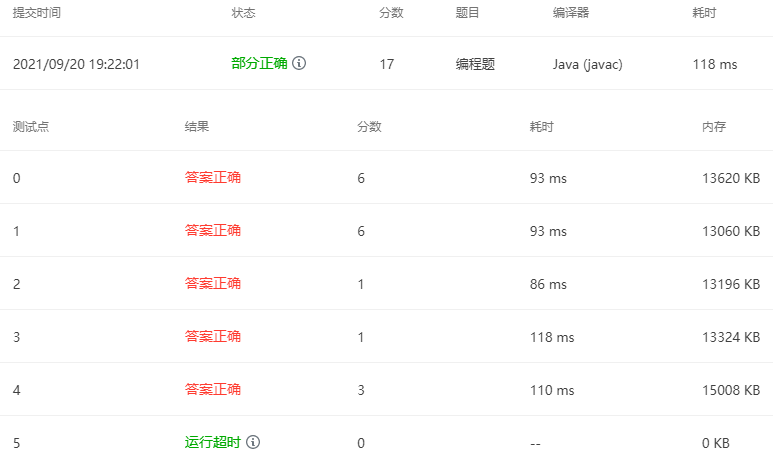 提交时间 状态 分数 题目 编译器 耗时
2021/09/20 19:22:01 部分正确 17 编程题 Java (javac) 118 ms
测试点 结果 分数 耗时 内存
0 答案正确 6 93 ms 13620 KB
1 答案正确 6 93 ms 13060 KB
2 答案正确 1 86 ms 13196 KB
3 答案正确 1 118 ms 13324 KB
4 答案正确 3 110 ms 15008 KB
5 运行超时 0 -- 0 KB